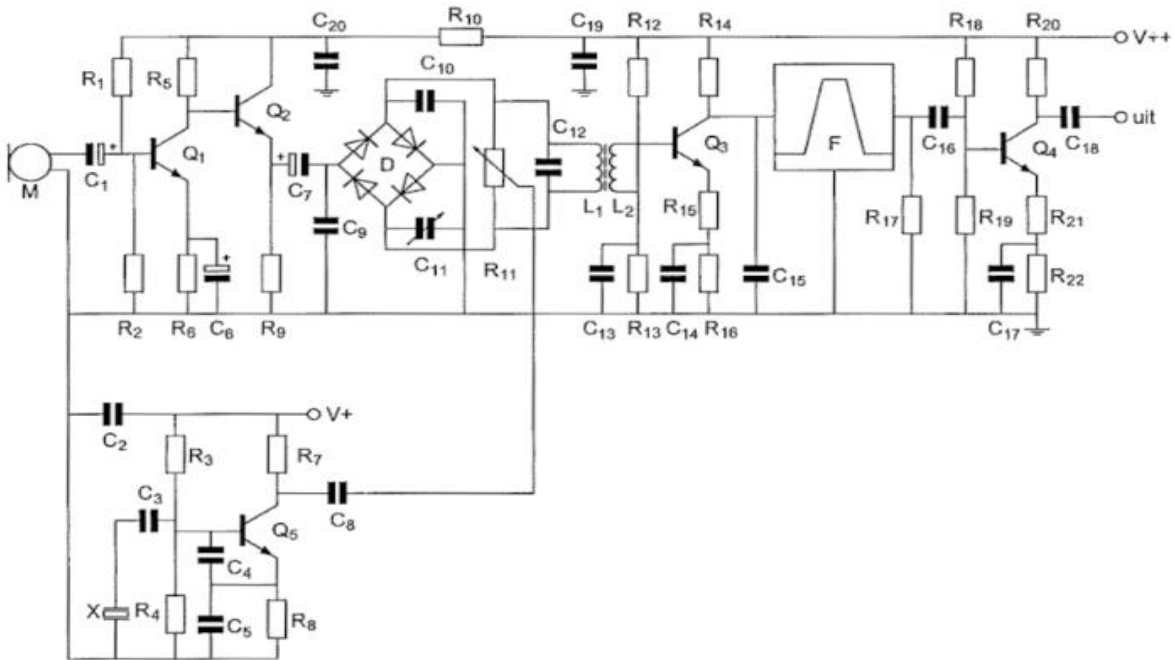 C20 R10 C19 R12 R14 R18 R20
V++
R1 R5 C10
Q2 C12 uit
Q1 D Q3 F C16 Q4 C18
M C1 C7 L1 L2 R15
C9 R17 R19 R21
C11 R11 C15 R22
R2 R6 C6 R9 C13 R13 C14 R16 C17
V+
C2 R3 R7
C3
Q5 C8
C4
X R4 C5 R8